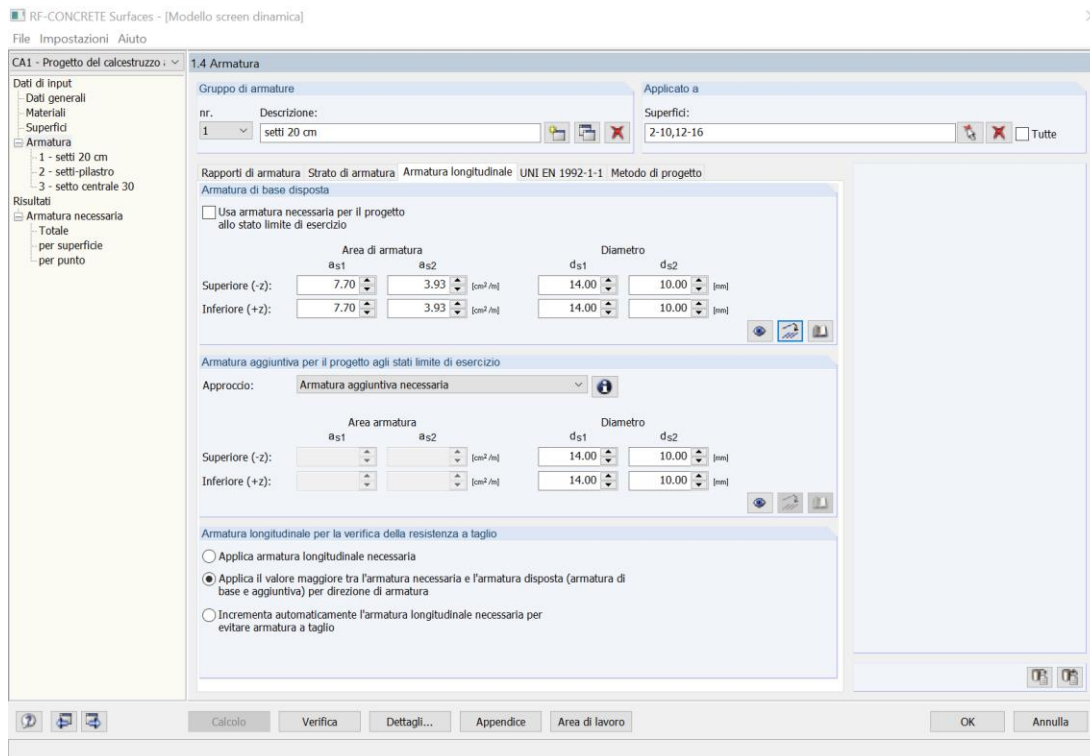 RF-CONCRETE Surfaces - [Modello screen dinamica]
File Impostazioni Aiuto
CA1 - Progetto del calcestruzzo
Dati di input
Dati generali
Materiali
Superfici
Armatura
1 - setti 20 cm
2 - setti-pilastro
3 - setto centrale 30
Risultati
Armatura necessaria
Totale
per superficie
per punto
1.4 Armatura
Gruppo di armature
nr. Descrizione:
1 setti 20 cm
Applicato a
Superfici:
2-10,12-16 Tutte
Rapporti di armatura Strato di armatura Armatura longitudinale UNI EN 1992-1-1 Metodo di progetto
Armatura di base disposta
Usa armatura necessaria per il progetto
allo stato limite di esercizio
Area di armatura Diametro
as1 as2 ds1 ds2
Superiore (-z): 7.70 3.93 [cm²/m] 14.00 10.00 [mm]
Inferiore (+z): 7.70 3.93 [cm²/m] 14.00 10.00 [mm]
Armatura aggiuntiva per il progetto agli stati limite di esercizio
Approccio: Armatura aggiuntiva necessaria
Area armatura Diametro
as1 as2 ds1 ds2
Superiore (-z): [cm²/m] 14.00 10.00 [mm]
Inferiore (+z): [cm²/m] 14.00 10.00 [mm]
Armatura longitudinale per la verifica della resistenza a taglio
Applica armatura longitudinale necessaria
Applica il valore maggiore tra l'armatura necessaria e l'armatura disposta (armatura di
base e aggiuntiva) per direzione di armatura
Incrementa automaticamente l'armatura longitudinale necessaria per
evitare armatura a taglio
Calcolo Verifica Dettagli... Appendice Area di lavoro OK Annulla